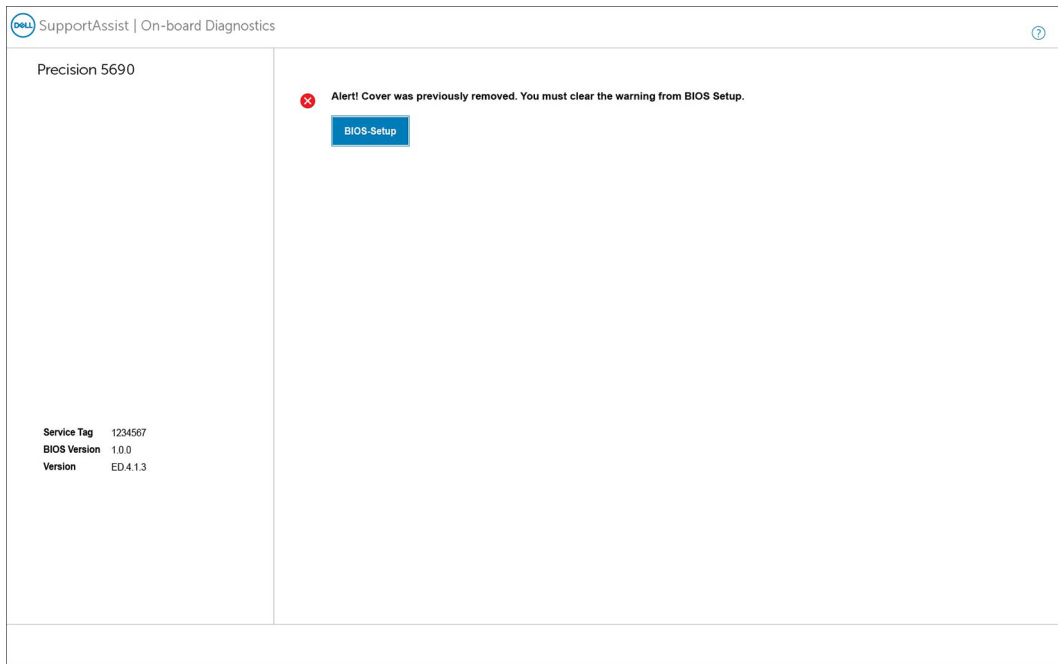 DELL SupportAssist | On-board Diagnostics
?
Precision 5690
Alert! Cover was previously removed. You must clear the warning from BIOS Setup.
BIOS-Setup
Service Tag 1234567
BIOS Version 1.0.0
Version ED.4.1.3